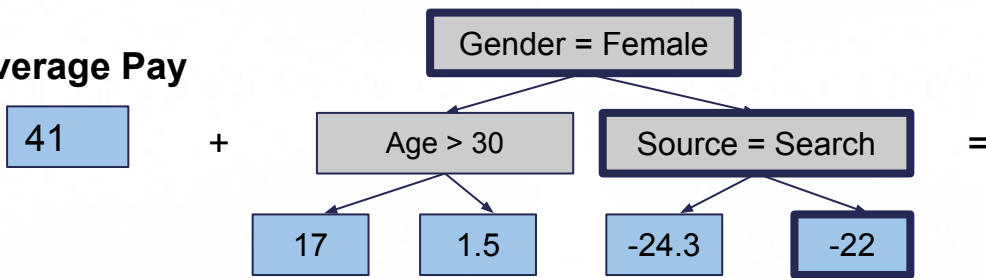 Gender = Female
verage Pay
41
+
Age > 30
Source = Search
=
17
1.5
-24.3
-22